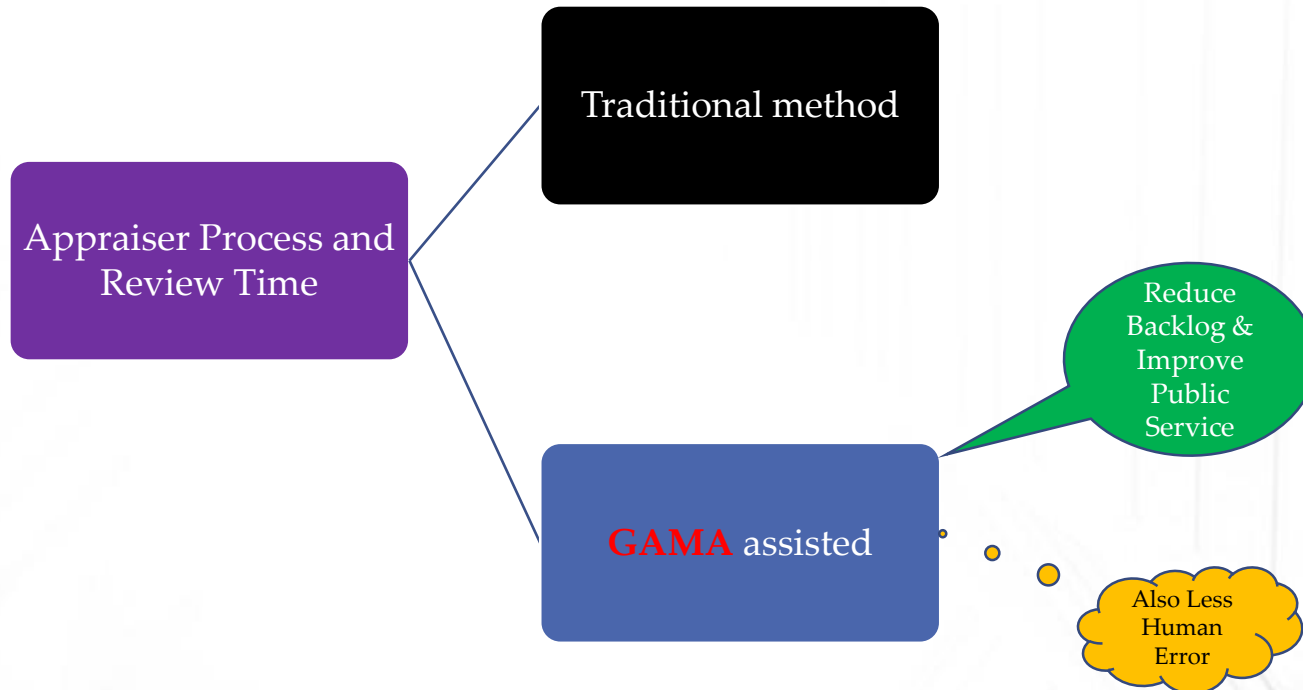 Traditional method
Appraiser Process and
Review Time
Reduce
Backlog &
Improve
Public
Service
GAMA assisted
Also Less
Human
Error